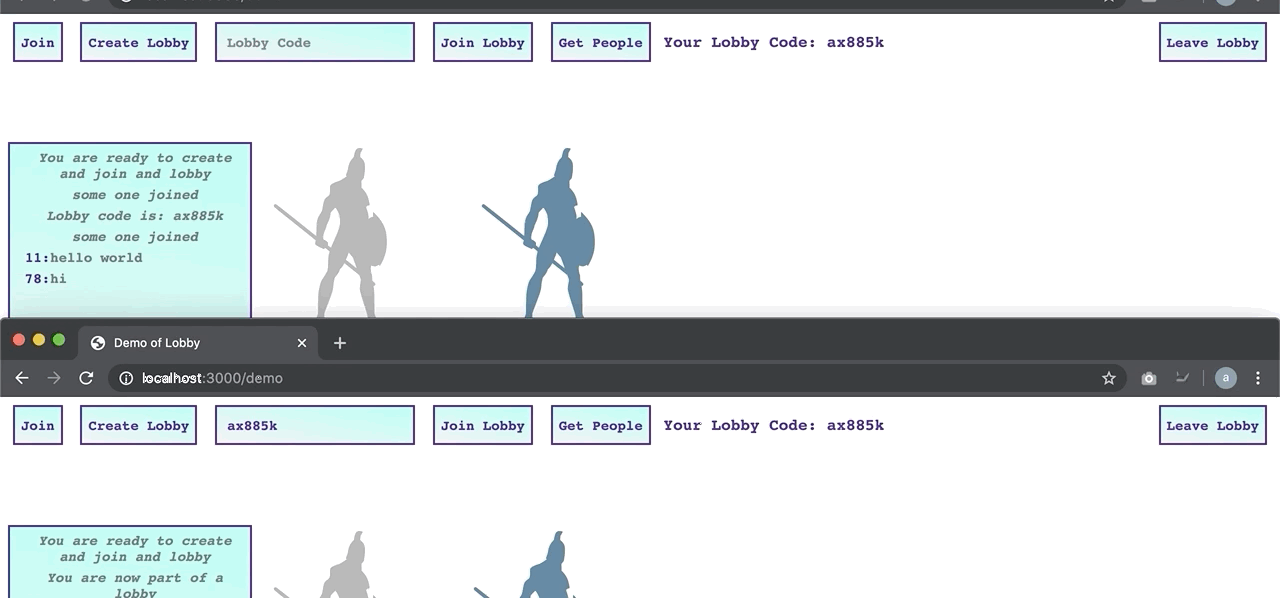 Join
Create Lobby
Lobby Code
Join Lobby
Get People
Your Lobby Code: ax885k
Leave Lobby
You are ready to create
and join and lobby
some one joined
Lobby code is: ax885k
some one joined
11:hello world
78:hi
Demo of Lobby
localhost:3000/demo
a
Join
Create Lobby
ax885k
Join Lobby
Get People
Your Lobby Code: ax885k
Leave Lobby
You are ready to create
and join and lobby
You are now part of a
lobby